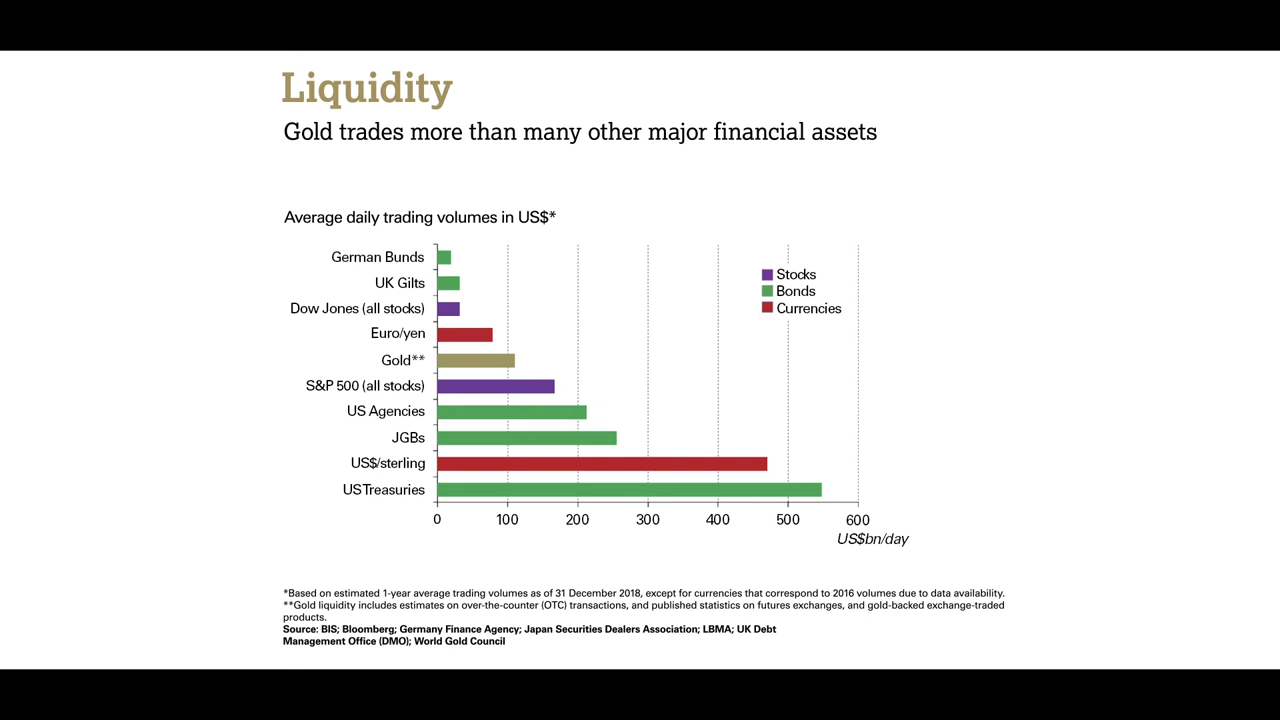 Liquidity
Gold trades more than many other major financial assets
Average daily trading volumes in US$*
German Bunds
UK Gilts
Dow Jones (all stocks)
Euro/yen
Gold**
S&P 500 (all stocks)
US Agencies
JGBs
US$/sterling
US Treasuries
Stocks
Bonds
Currencies
0 100 200 300 400 500 600
US$bn/day
*Based on estimated 1-year average trading volumes as of 31 December 2018, except for currencies that correspond to 2016 volumes due to data availability.
**Gold liquidity includes estimates on over-the-counter (OTC) transactions, and published statistics on futures exchanges, and gold-backed exchange-traded
products.
Source: BIS; Bloomberg; Germany Finance Agency; Japan Securities Dealers Association; LBMA; UK Debt
Management Office (DMO); World Gold Council